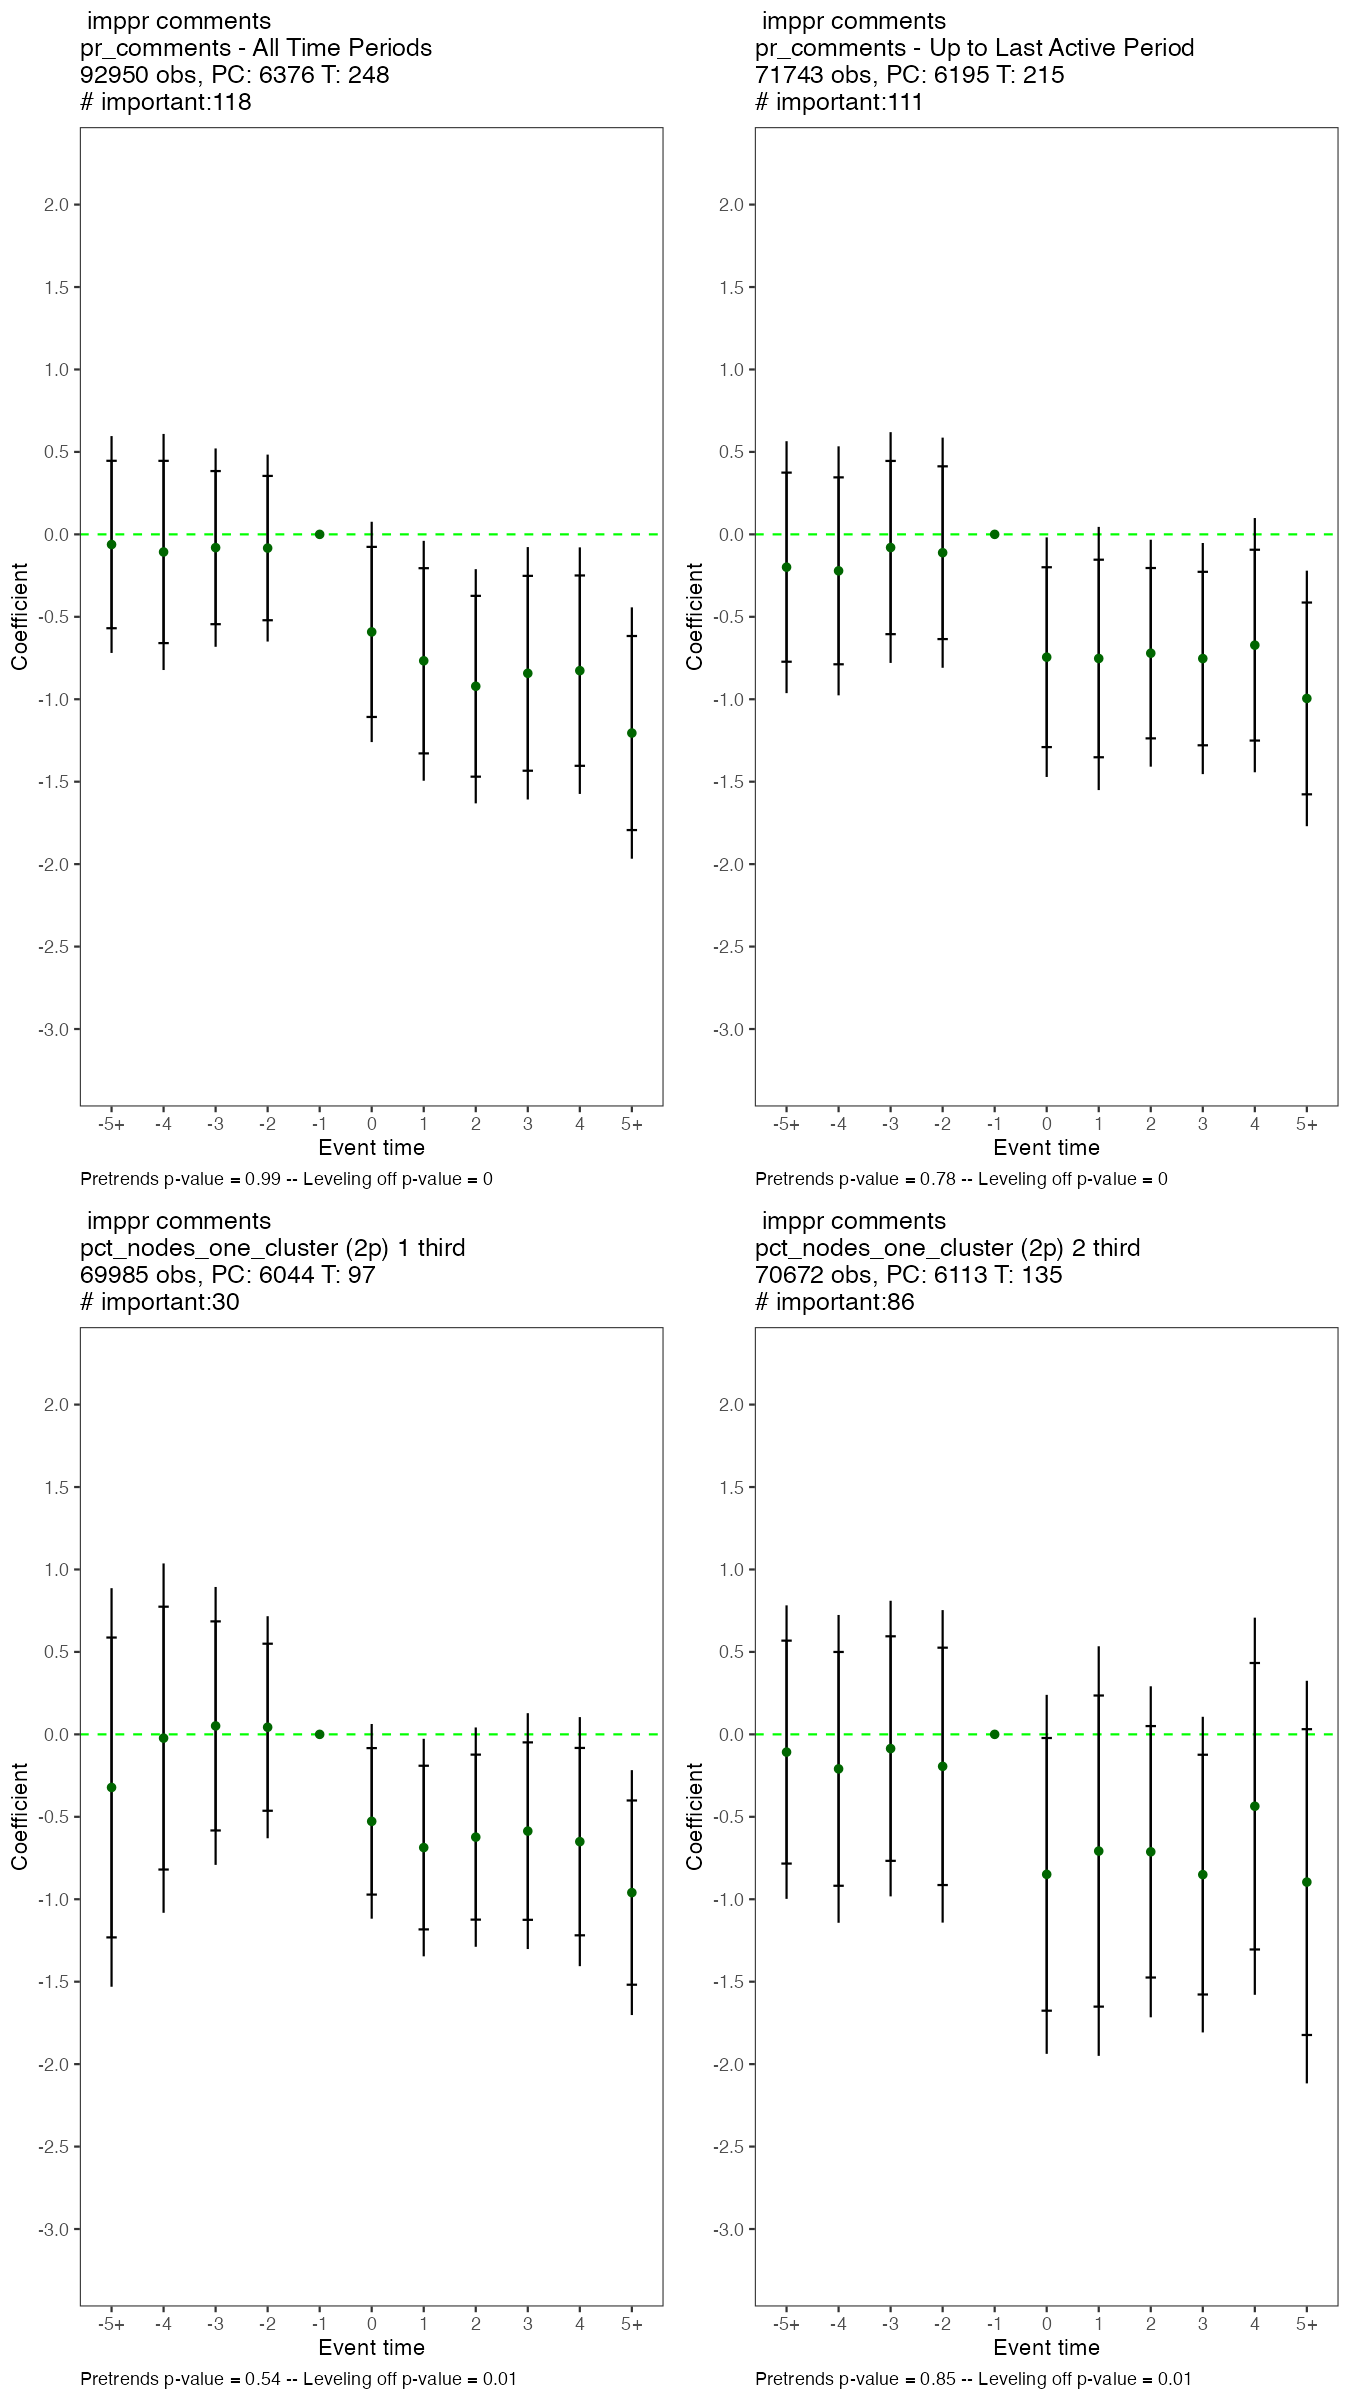 imppr comments
pr_comments - All Time Periods
92950 obs, PC: 6376 T: 248
# important:118
2.0
1.5
1.0
0.5
0.0
-0.5
-1.0
-1.5
-2.0
-2.5
-3.0
Coefficient
-5+ -4 -3 -2 -1 0 1 2 3 4 5+
Event time
Pretrends p-value = 0.99 -- Leveling off p-value = 0
imppr comments
pr_comments - Up to Last Active Period
71743 obs, PC: 6195 T: 215
# important:111
2.0
1.5
1.0
0.5
0.0
-0.5
-1.0
-1.5
-2.0
-2.5
-3.0
Coefficient
-5+ -4 -3 -2 -1 0 1 2 3 4 5+
Event time
Pretrends p-value = 0.78 -- Leveling off p-value = 0
imppr comments
pct_nodes_one_cluster (2p) 1 third
69985 obs, PC: 6044 T: 97
# important:30
2.0
1.5
1.0
0.5
0.0
-0.5
-1.0
-1.5
-2.0
-2.5
-3.0
Coefficient
-5+ -4 -3 -2 -1 0 1 2 3 4 5+
Event time
Pretrends p-value = 0.54 -- Leveling off p-value = 0.01
imppr comments
pct_nodes_one_cluster (2p) 2 third
70672 obs, PC: 6113 T: 135
# important:86
2.0
1.5
1.0
0.5
0.0
-0.5
-1.0
-1.5
-2.0
-2.5
-3.0
Coefficient
-5+ -4 -3 -2 -1 0 1 2 3 4 5+
Event time
Pretrends p-value = 0.85 -- Leveling off p-value = 0.01